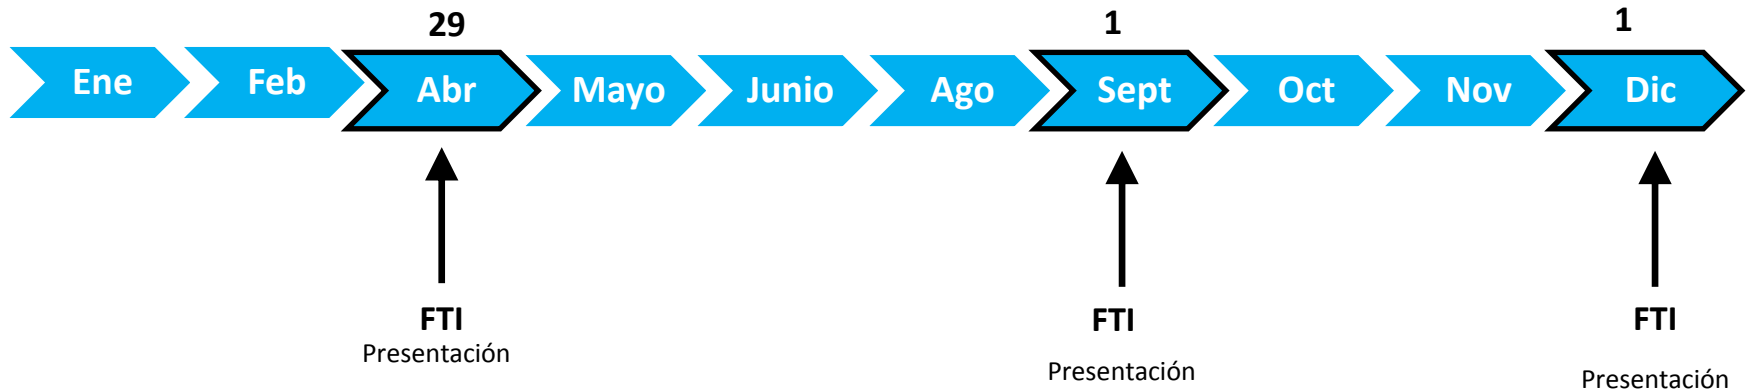 29
1
1
Ene
Feb
Abr
Mayo
Junio
Ago
Sept
Oct
Nov
Dic
FTI
Presentación
FTI
Presentación
FTI
Presentación